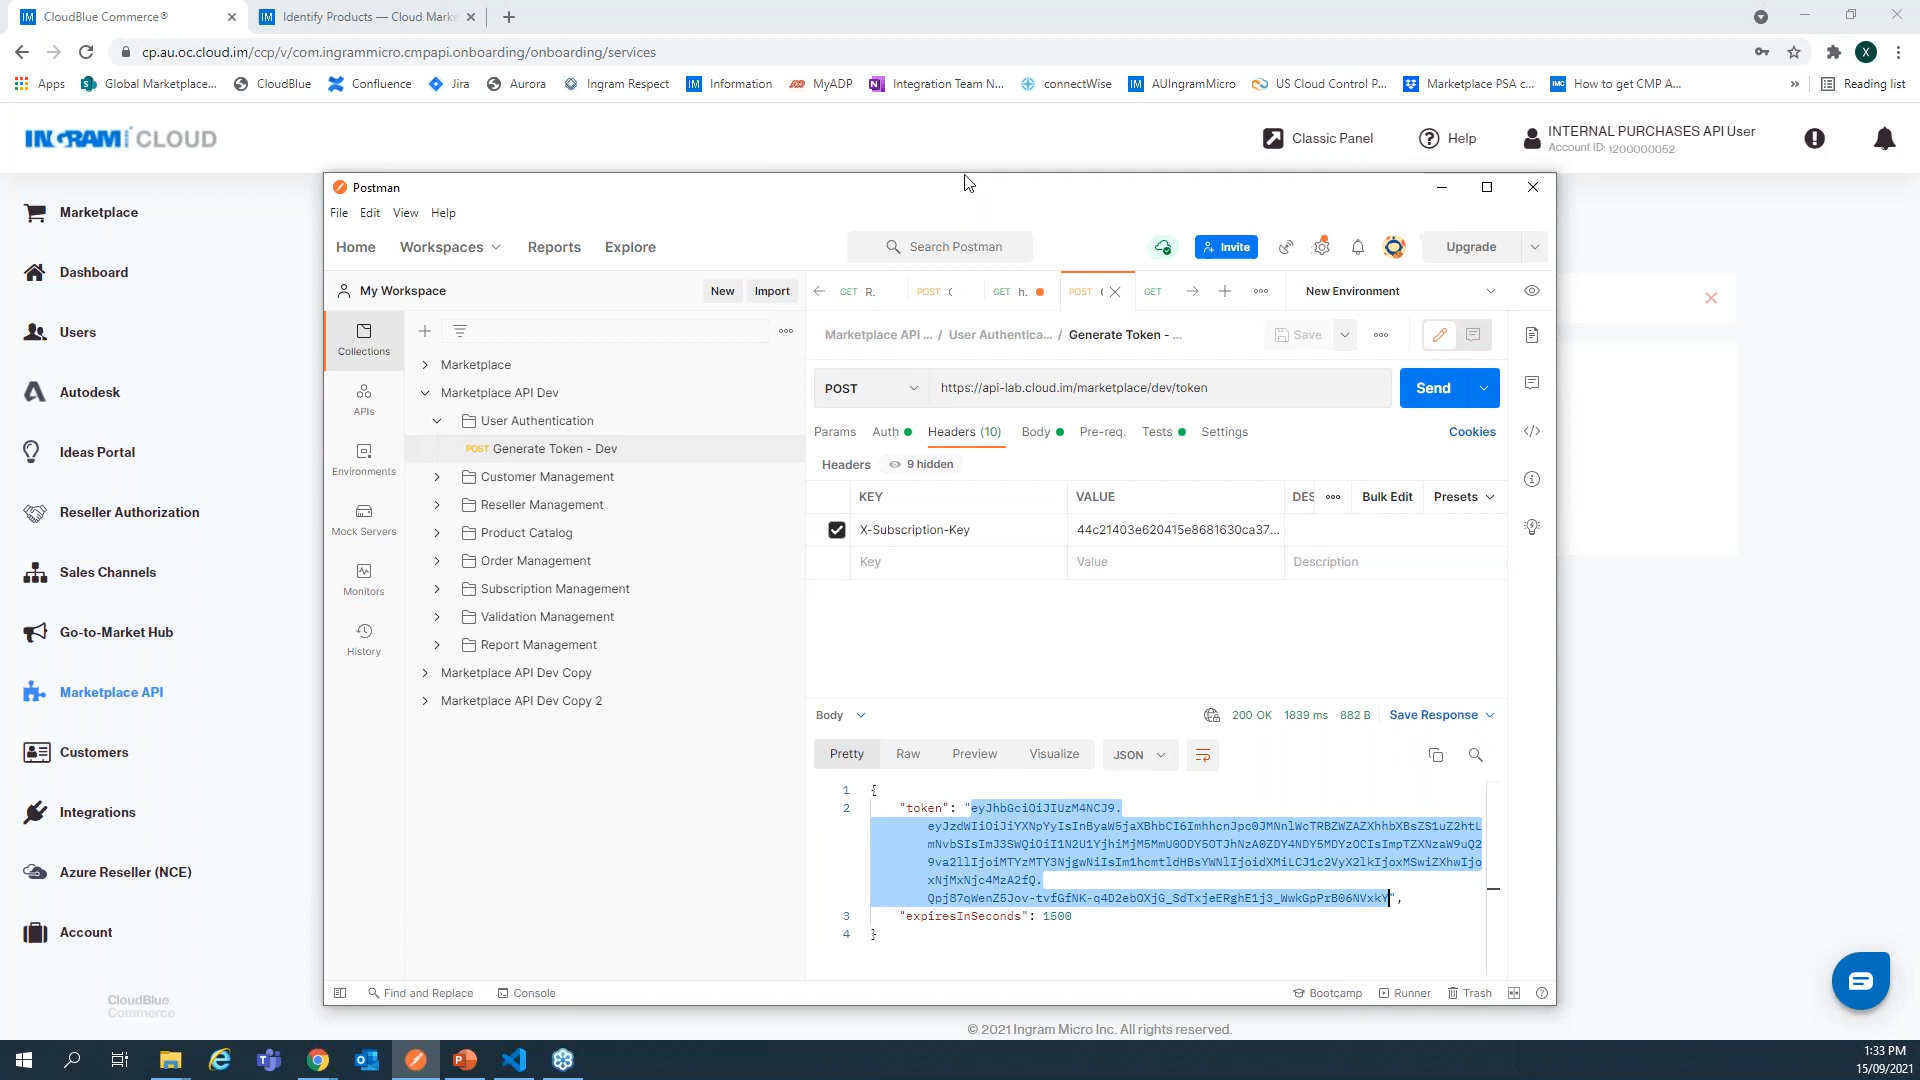 CloudBlue Commerce®
Identify Products — Cloud Marke
cp.au.oc.cloud.im/ccp/v/com.ingrammicro.cmpapi.onboarding/onboarding/services
X
Apps
Global Marketplace...
CloudBlue
Confluence
Jira
Aurora
Ingram Respect
Information
MyADP
Integration Team N...
connectWise
AUIngramMicro
US Cloud Control P...
Marketplace PSA c...
How to get CMP A...
»
Reading list
INGRAM CLOUD
Classic Panel
Help
INTERNAL PURCHASES API User
Account ID: 1200000052
Marketplace
Dashboard
Users
Autodesk
Ideas Portal
Reseller Authorization
Sales Channels
Go-to-Market Hub
Marketplace API
Customers
Integrations
Azure Reseller (NCE)
Account
CloudBlue
Commerce
Postman
File Edit View Help
Home Workspaces Reports Explore
Search Postman
Invite
Upgrade
My Workspace
New
Import
GET R.
POST (
GET h.
POST (
GET
New Environment
Collections
APIs
Environments
Mock Servers
Monitors
History
Marketplace
Marketplace API Dev
User Authentication
POST Generate Token - Dev
Customer Management
Reseller Management
Product Catalog
Order Management
Subscription Management
Validation Management
Report Management
Marketplace API Dev Copy
Marketplace API Dev Copy 2
Marketplace API ... / User Authentica... / Generate Token - ...
Save
POST
https://api-lab.cloud.im/marketplace/dev/token
Send
Params Auth Headers (10) Body Pre-req. Tests Settings
Cookies
Headers 9 hidden
KEY VALUE DES
Bulk Edit Presets
X-Subscription-Key 44c21403e620415e8681630ca37...
Key Value Description
Body
200 OK 1839 ms 882 B Save Response
Pretty Raw Preview Visualize JSON
1 {
2 "token": "eyJhbGciOiJIUzM4NCJ9.
3 "expiresInSeconds": 1500
4 }
Find and Replace
Console
Bootcamp Runner Trash
© 2021 Ingram Micro Inc. All rights reserved.
1:33 PM
15/09/2021